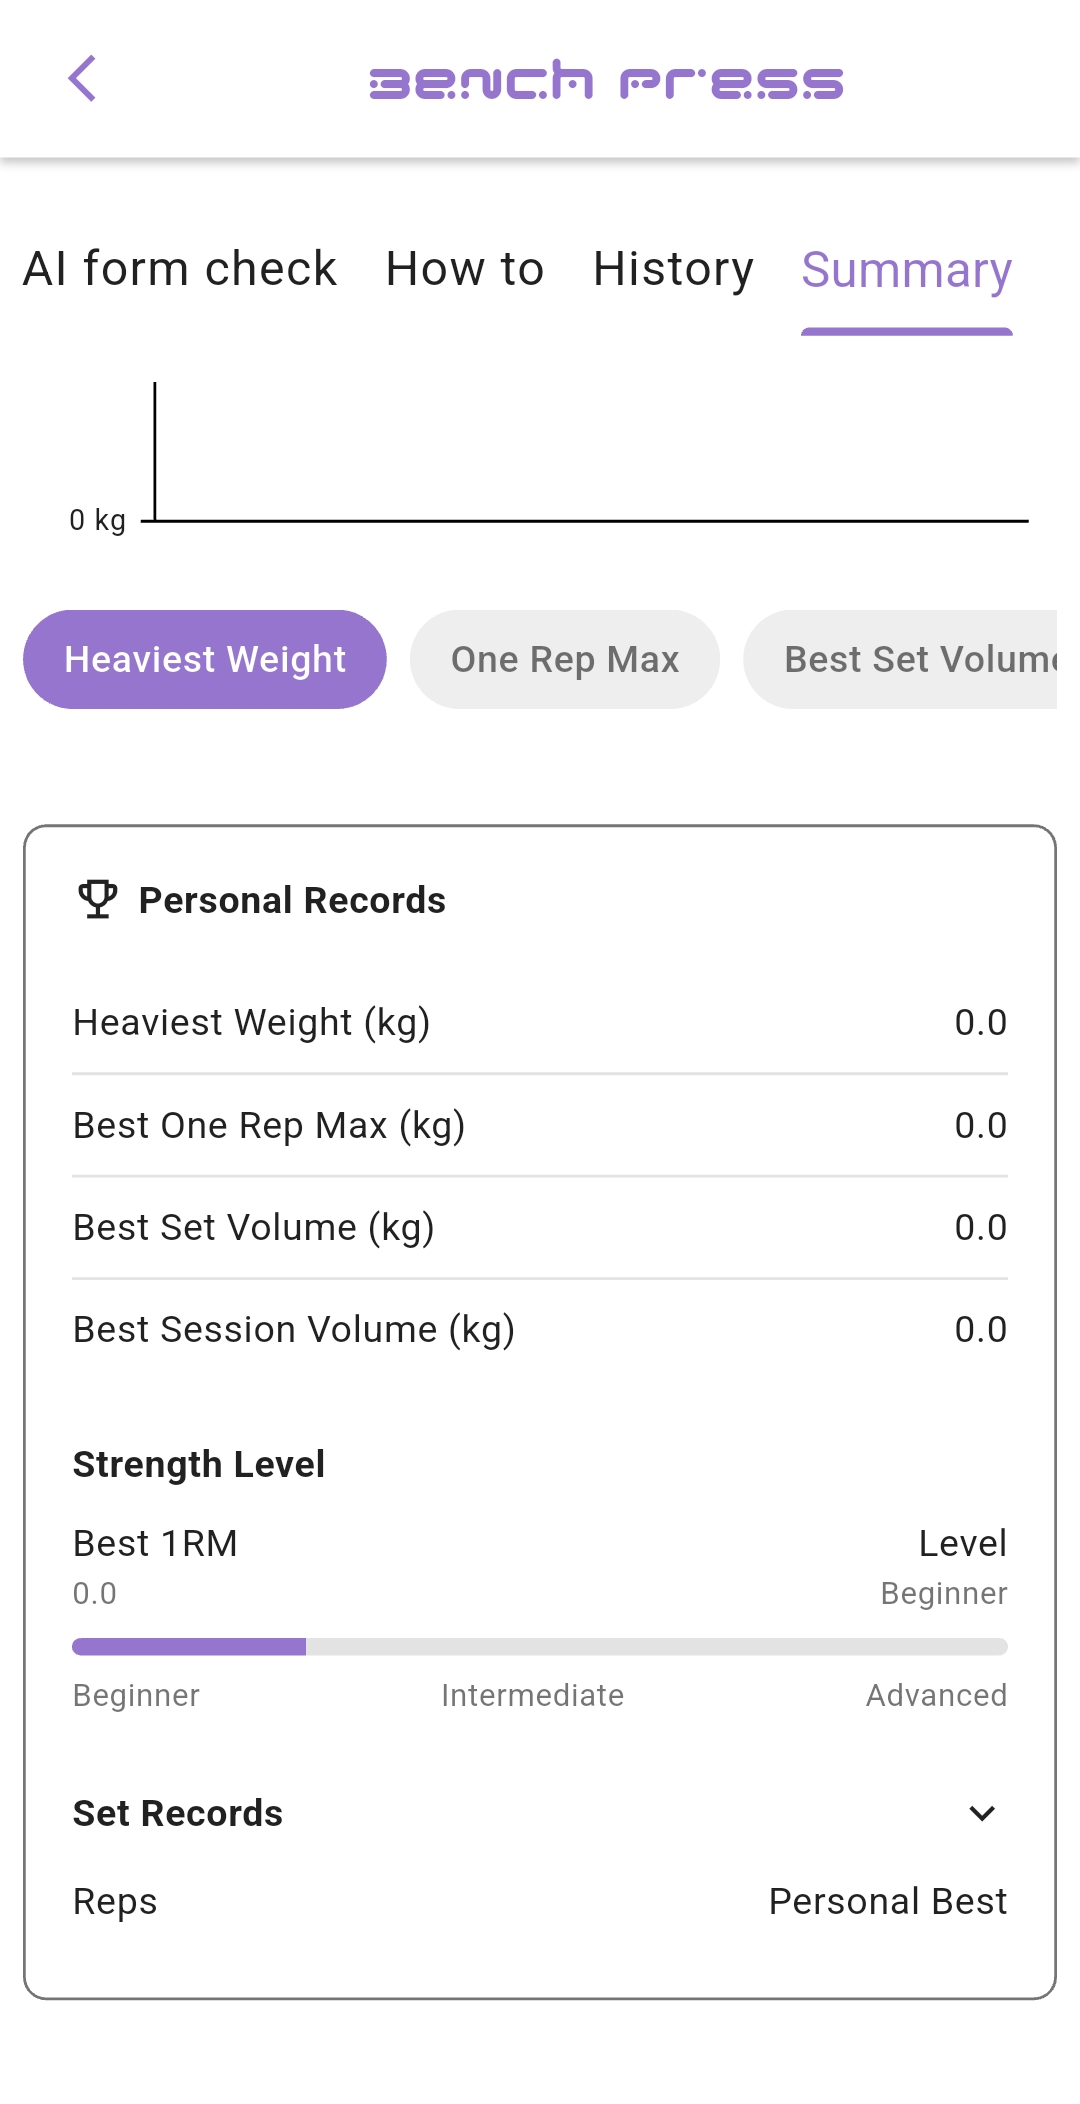 Bench Press
AI form check How to History Summary
0 kg
Heaviest Weight One Rep Max Best Set Volume
Personal Records
Heaviest Weight (kg) 0.0
Best One Rep Max (kg) 0.0
Best Set Volume (kg) 0.0
Best Session Volume (kg) 0.0
Strength Level
Best 1RM Level
0.0 Beginner
Beginner Intermediate Advanced
Set Records
Reps Personal Best